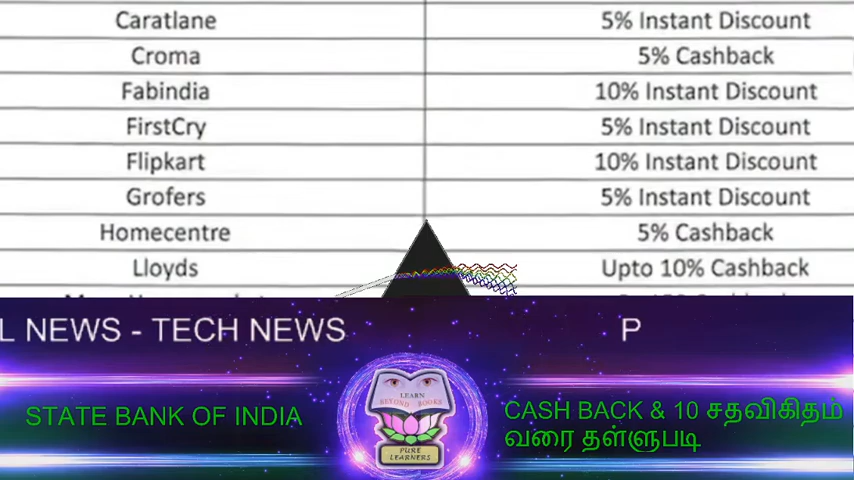 Caratlane 5% Instant Discount
Croma 5% Cashback
Fabindia 10% Instant Discount
FirstCry 5% Instant Discount
Flipkart 10% Instant Discount
Grofers 5% Instant Discount
Homecentre 5% Cashback
Lloyds Upto 10% Cashback
L NEWS - TECH NEWS P
STATE BANK OF INDIA
CASH BACK & 10 சதவிகிதம்
வரை தள்ளுபடி
LEARN
BEYOND BOOKS
PURE
LEARNERS